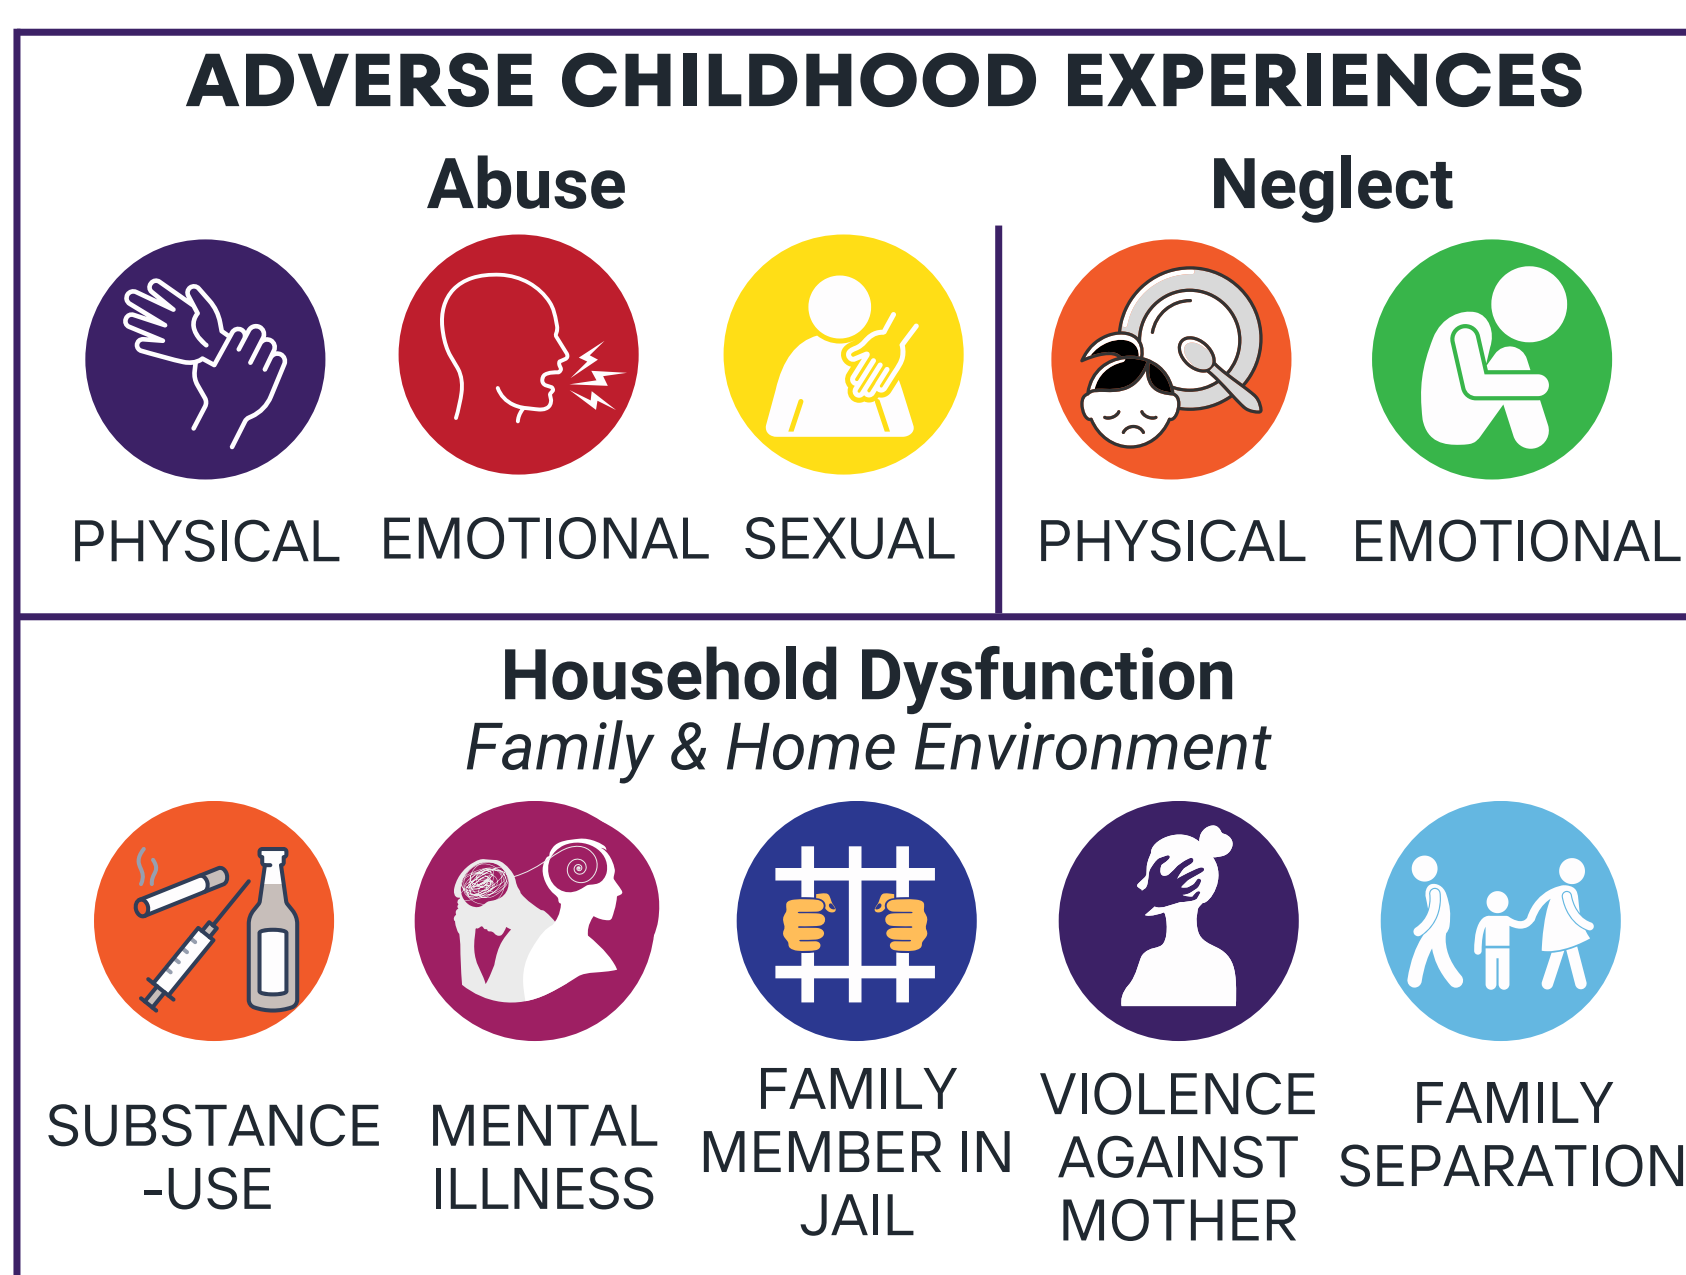 ADVERSE CHILDHOOD EXPERIENCES
Abuse
PHYSICAL
EMOTIONAL
SEXUAL
Neglect
PHYSICAL
EMOTIONAL
Household Dysfunction
Family & Home Environment
SUBSTANCE
-USE
MENTAL
ILLNESS
FAMILY
MEMBER IN
JAIL
VIOLENCE
AGAINST
MOTHER
FAMILY
SEPARATION